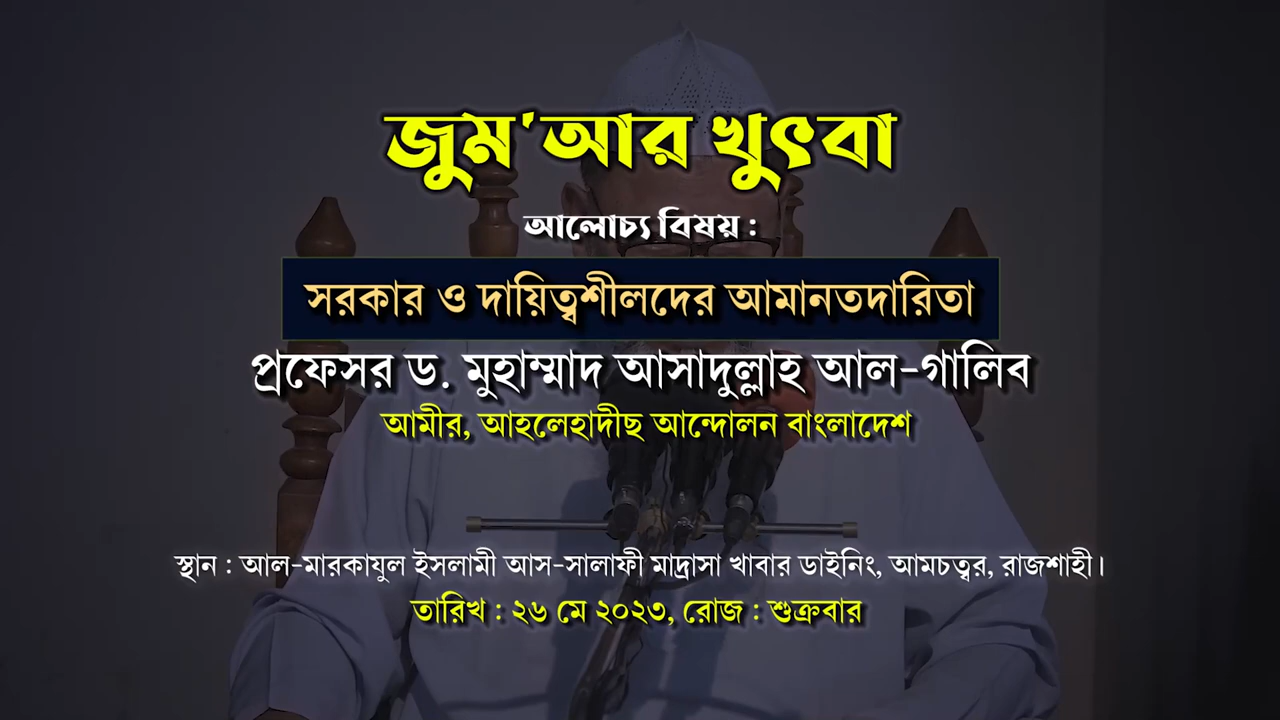 জুম'আর খুৎবা
আলোচ্য বিষয় :
সরকার ও দায়িত্বশীলদের আমানতদারিতা
প্রফেসর ড. মুহাম্মাদ আসাদুল্লাহ আল-গালিব
আমীর, আহলেহাদীছ আন্দোলন বাংলাদেশ
স্থান : আল-মারকাযুল ইসলামী আস-সালাফী মাদ্রাসা খাবার ডাইনিং, আমচত্বর, রাজশাহী।
তারিখ : ২৬ মে ২০২৩, রোজ : শুক্রবার